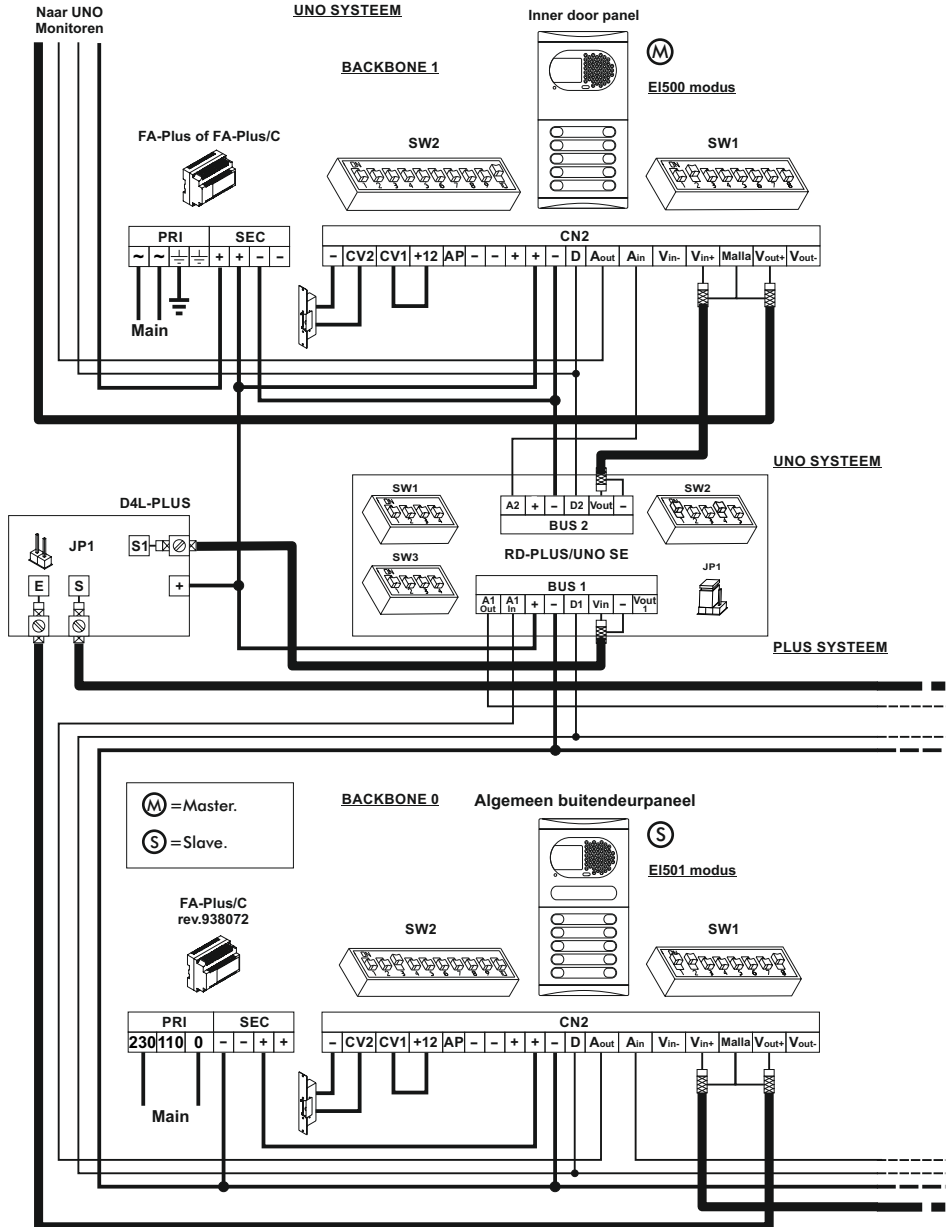 Naar UNO
Monitoren
UNO SYSTEEM
Inner door panel
M
BACKBONE 1
EI500 modus
FA-Plus of FA-Plus/C
SW2
SW1
PRI SEC
~ ~ + + - -
CN2
- CV2 CV1 +12 AP - - + + - D Aout Ain Vin- Vin+ Malla Vout+ Vout-
Main
UNO SYSTEEM
D4L-PLUS
JP1
S1
E
S
+
SW1
SW2
SW3
A2 + - D2 Vout -
BUS 2
RD-PLUS/UNO SE
JP1
BUS 1
A1 Out A1 In + - D1 Vin - Vout 1
PLUS SYSTEEM
M =Master.
S =Slave.
BACKBONE 0
Algemeen buitendeurpaneel
S
EI501 modus
FA-Plus/C
rev.938072
SW2
SW1
PRI SEC
230 110 0 - - + +
CN2
- CV2 CV1 +12 AP - - + + - D Aout Ain Vin- Vin+ Malla Vout+ Vout-
Main